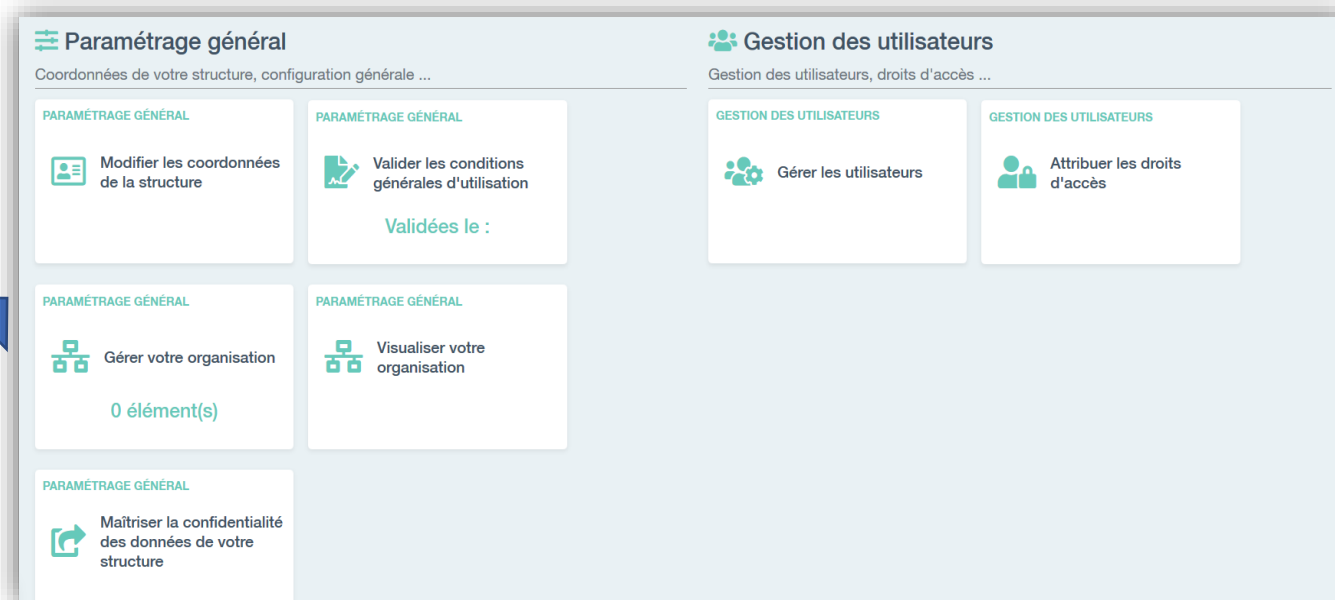 Paramétrage général
Coordonnées de votre structure, configuration générale ...
PARAMÉTRAGE GÉNÉRAL
Modifier les coordonnées
de la structure
PARAMÉTRAGE GÉNÉRAL
Valider les conditions
générales d'utilisation
Validées le :
PARAMÉTRAGE GÉNÉRAL
Gérer votre organisation
0 élément(s)
PARAMÉTRAGE GÉNÉRAL
Visualiser votre
organisation
PARAMÉTRAGE GÉNÉRAL
Maîtriser la confidentialité
des données de votre
structure
Gestion des utilisateurs
Gestion des utilisateurs, droits d'accès ...
GESTION DES UTILISATEURS
Gérer les utilisateurs
GESTION DES UTILISATEURS
Attribuer les droits
d'accès